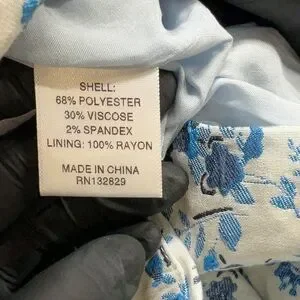 SHELL:
68% POLYESTER
30% VISCOSE
2% SPANDEX
LINING: 100% RAYON
MADE IN CHINA
RN132829